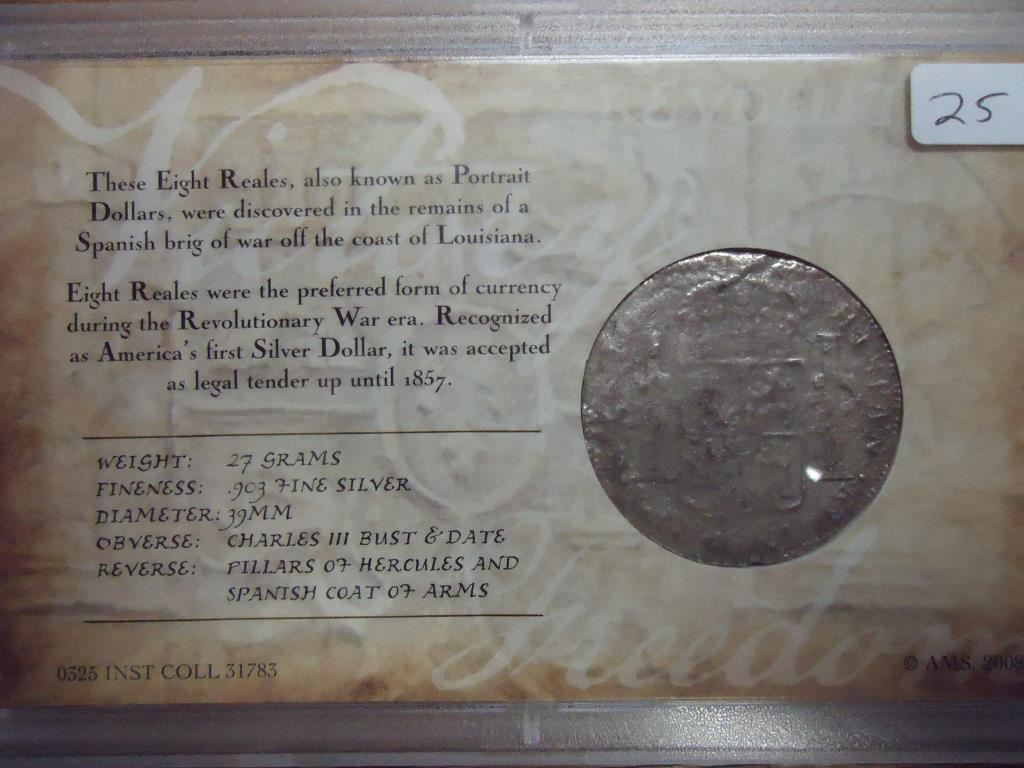 25
These Eight Reales, also known as Portrait
Dollars, were discovered in the remains of a
Spanish brig of war off the coast of Louisiana.
Eight Reales were the preferred form of currency
during the Revolutionary War era. Recognized
as America's first Silver Dollar, it was accepted
as legal tender up until 1857.
WEIGHT: 27 GRAMS
FINENESS: .903 FINE SILVER
DIAMETER: 39MM
OBVERSE: CHARLES III BUST & DATE
REVERSE: PILLARS OF HERCULES AND
SPANISH COAT OF ARMS
Freedom
0325 INST COLL 31783
© AMS, 2008